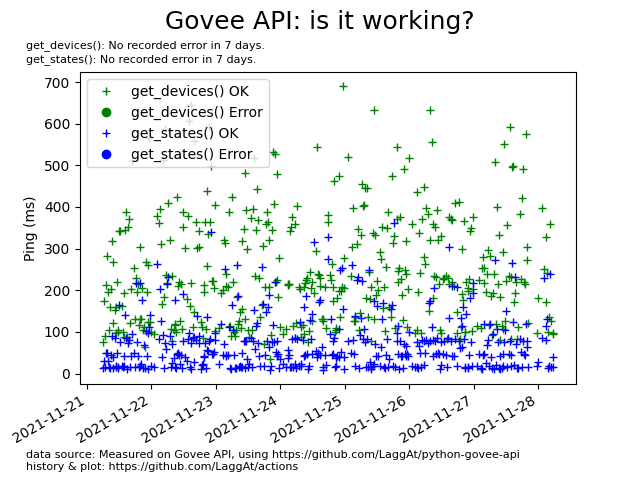 Govee API: is it working?
get_devices(): No recorded error in 7 days.
get_states(): No recorded error in 7 days.
700
600
500
400
300
200
100
0
Ping (ms)
get_devices() OK
get_devices() Error
get_states() OK
get_states() Error
2021-11-21
2021-11-22
2021-11-23
2021-11-24
2021-11-25
2021-11-26
2021-11-27
2021-11-28
data source: Measured on Govee API, using https://github.com/LaggAt/python-govee-api
history & plot: https://github.com/LaggAt/actions